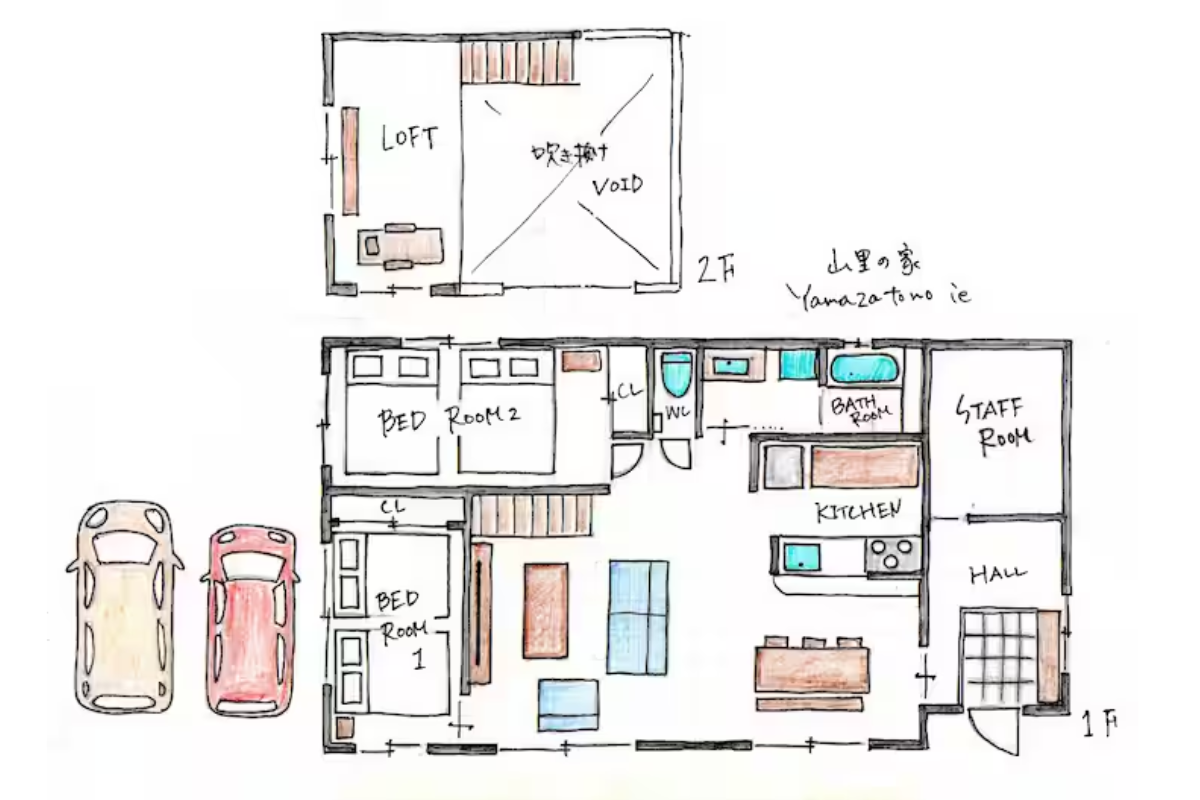 LOFT
吹き抜け
VOID
2F
山里の家
Yamazatono ie
BED ROOM 2
CL
WC
BATH
ROOM
STAFF
ROOM
CL
KITCHEN
HALL
BED
ROOM
1
1F